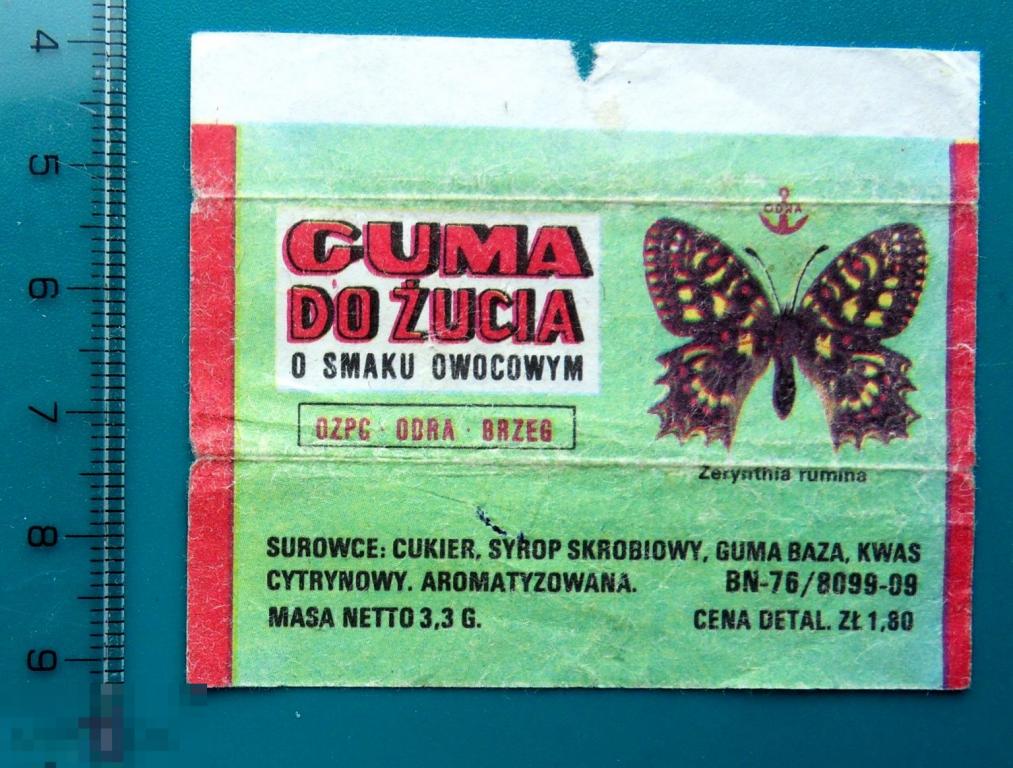 4
5
6
7
8
9
ODRA
GUMA
DO ŻUCIA
O SMAKU OWOCOWYM
OZPC · ODRA · BRZEG
Zerynthia rumina
SUROWCE: CUKIER, SYROP SKROBIOWY, GUMA BAZA, KWAS
CYTRYNOWY. AROMATYZOWANA. BN-76/8099-09
MASA NETTO 3,3 G. CENA DETAL. ZŁ 1,80